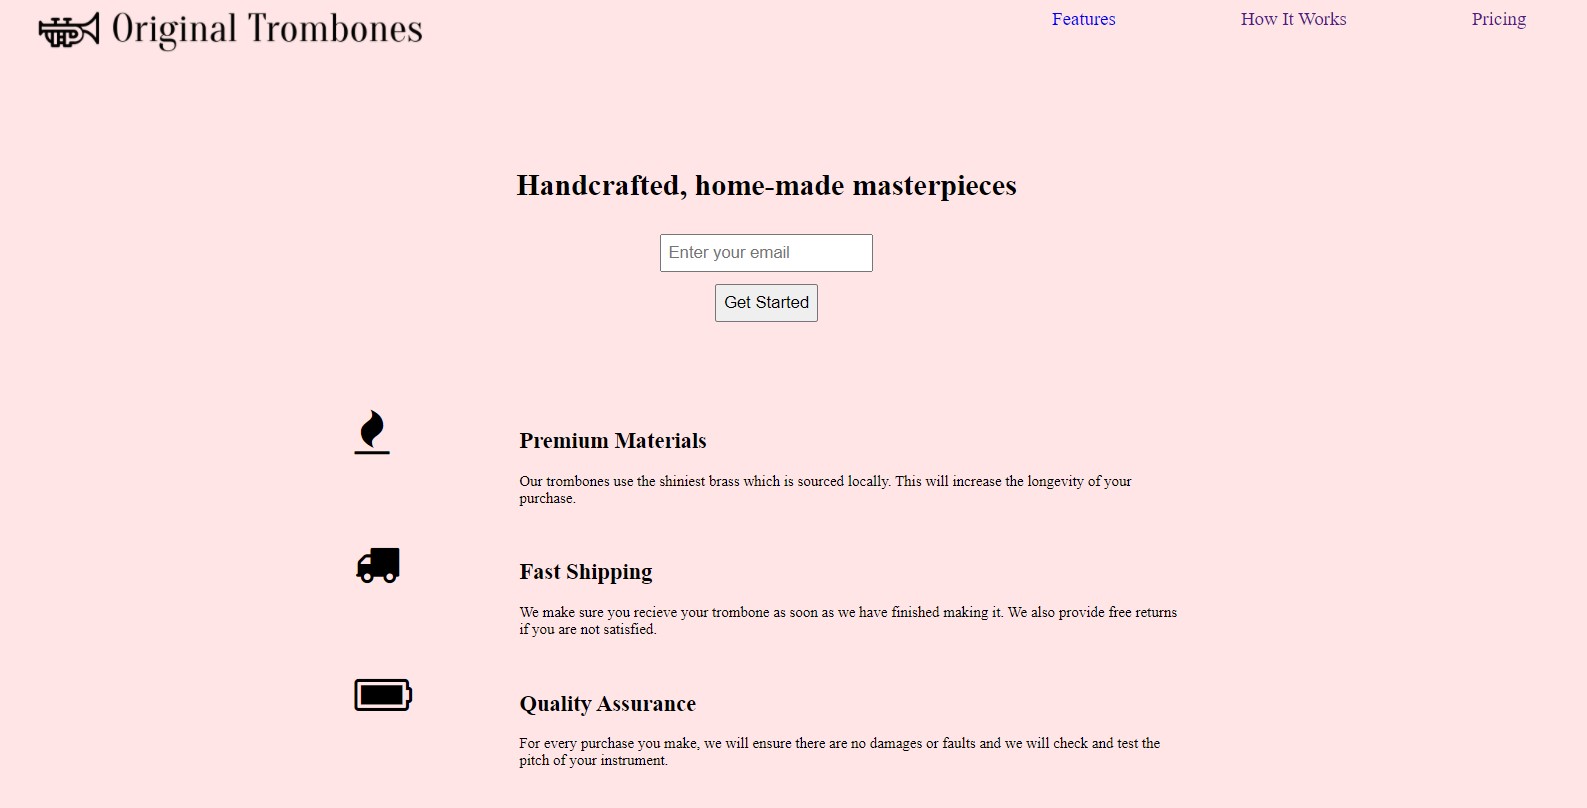 Original Trombones
Features
How It Works
Pricing
Handcrafted, home-made masterpieces
Enter your email
Get Started
Premium Materials
Our trombones use the shiniest brass which is sourced locally. This will increase the longevity of your
purchase.
Fast Shipping
We make sure you recieve your trombone as soon as we have finished making it. We also provide free returns
if you are not satisfied.
Quality Assurance
For every purchase you make, we will ensure there are no damages or faults and we will check and test the
pitch of your instrument.